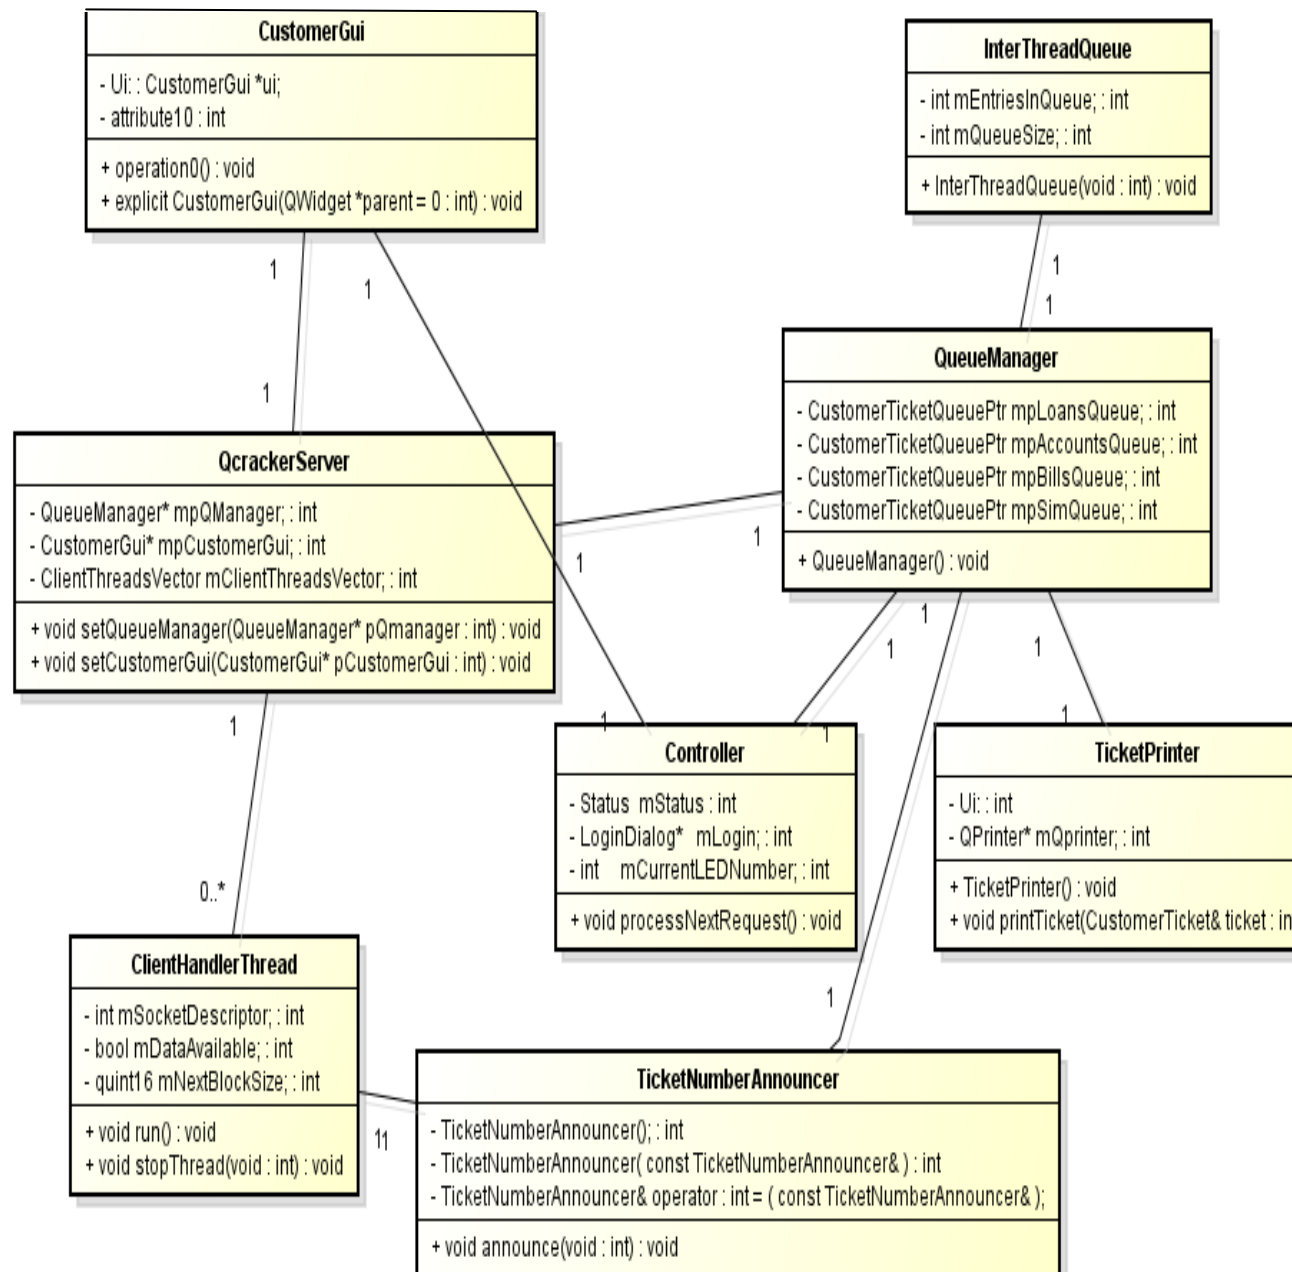 CustomerGui
- Ui: : CustomerGui *ui;
- attribute10 : int
+ operation0() : void
+ explicit CustomerGui(QWidget *parent = 0 : int) : void
InterThreadQueue
- int mEntriesInQueue; : int
- int mQueueSize; : int
+ InterThreadQueue(void : int) : void
1
1
1
1
1
QueueManager
- CustomerTicketQueuePtr mpLoansQueue; : int
- CustomerTicketQueuePtr mpAccountsQueue; : int
- CustomerTicketQueuePtr mpBillsQueue; : int
- CustomerTicketQueuePtr mpSimQueue; : int
+ QueueManager() : void
QcrackerServer
- QueueManager* mpQManager; : int
- CustomerGui* mpCustomerGui; : int
- ClientThreadsVector mClientThreadsVector; : int
+ void setQueueManager(QueueManager* pQmanager : int) : void
+ void setCustomerGui(CustomerGui* pCustomerGui : int) : void
1
1
1
1
1
1
1
1
1
Controller
- Status mStatus : int
- LoginDialog* mLogin; : int
- int mCurrentLEDNumber; : int
+ void processNextRequest() : void
TicketPrinter
- Ui: : int
- QPrinter* mQprinter; : int
+ TicketPrinter() : void
+ void printTicket(CustomerTicket& ticket : in
0..*
ClientHandlerThread
- int mSocketDescriptor; : int
- bool mDataAvailable; : int
- quint16 mNextBlockSize; : int
+ void run() : void
+ void stopThread(void : int) : void
1
11
TicketNumberAnnouncer
- TicketNumberAnnouncer(); : int
- TicketNumberAnnouncer( const TicketNumberAnnouncer& ) : int
- TicketNumberAnnouncer& operator : int = ( const TicketNumberAnnouncer& );
+ void announce(void : int) : void